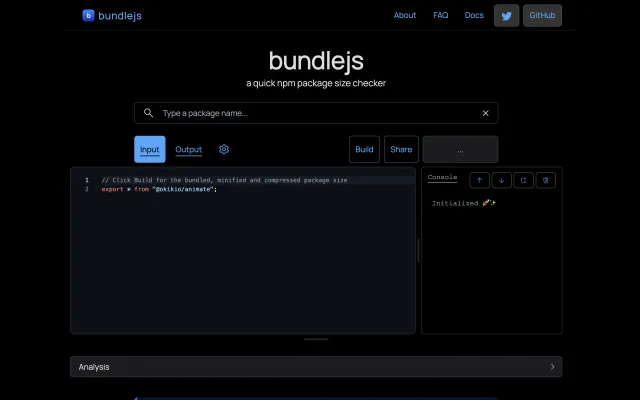 b bundlejs
About FAQ Docs GitHub
bundlejs
a quick npm package size checker
Type a package name...
Input Output Build Share ...
1 // Click Build for the bundled, minified and compressed package size
2 export * from "@okikio/animate";
Console
Initialized 🚀✨
Analysis